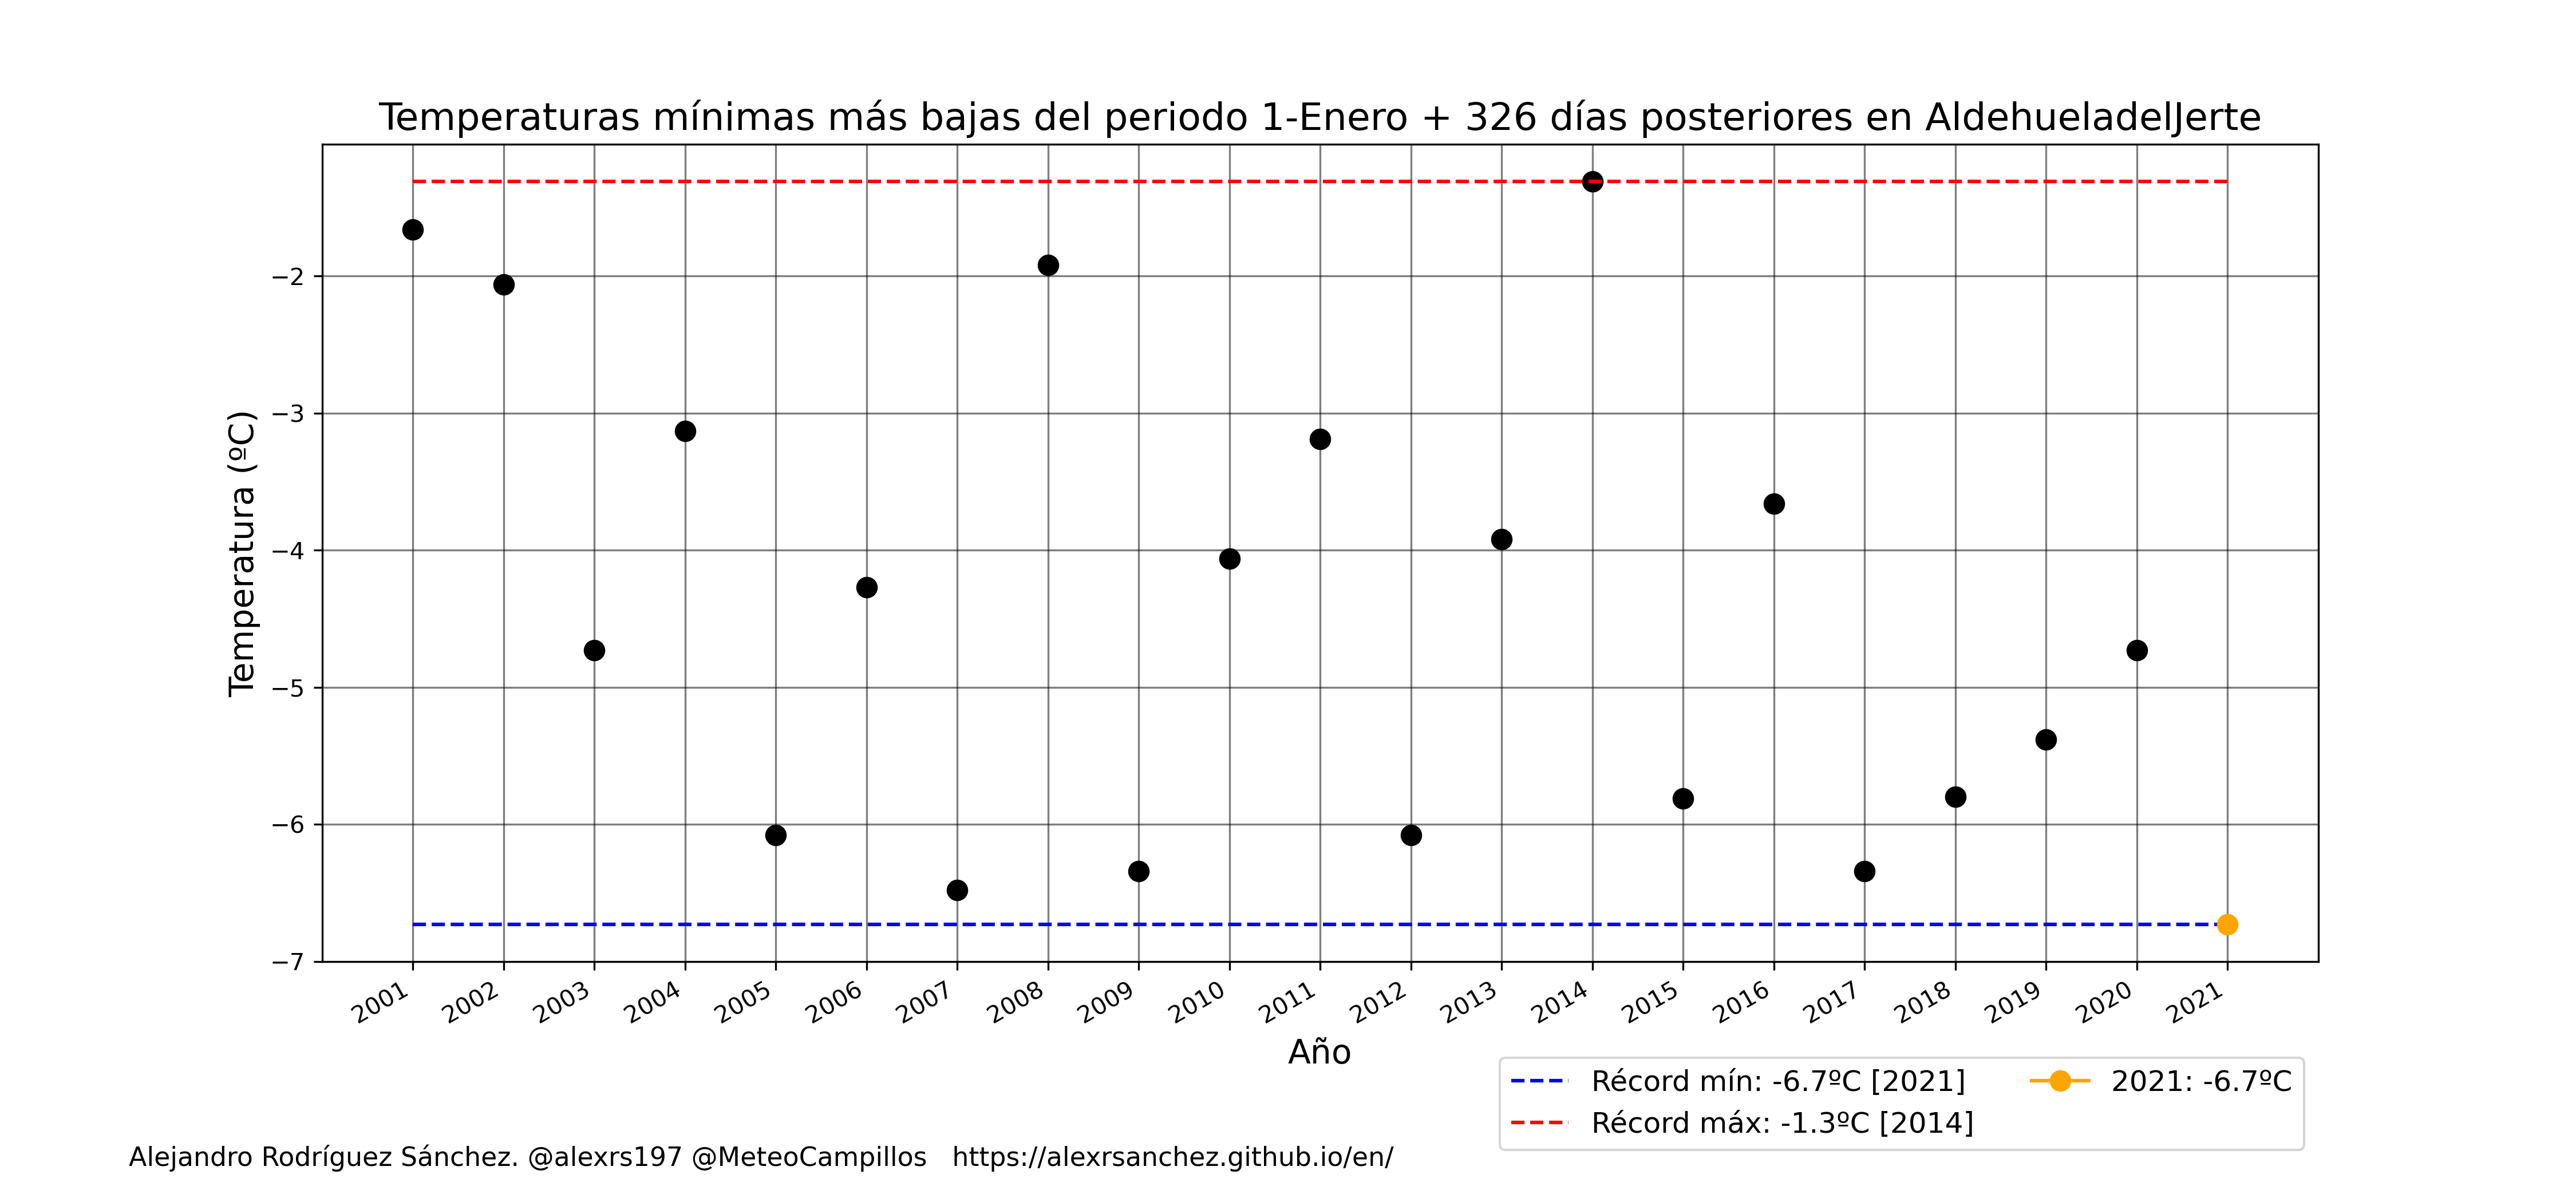 Temperaturas mínimas más bajas del periodo 1-Enero + 326 días posteriores en AldehueladelJerte
Temperatura (ºC)
−2
−3
−4
−5
−6
−7
2001 2002 2003 2004 2005 2006 2007 2008 2009 2010 2011 2012 2013 2014 2015 2016 2017 2018 2019 2020 2021
Año
Récord mín: -6.7ºC [2021]
Récord máx: -1.3ºC [2014]
2021: -6.7ºC
Alejandro Rodríguez Sánchez. @alexrs197 @MeteoCampillos https://alexrsanchez.github.io/en/